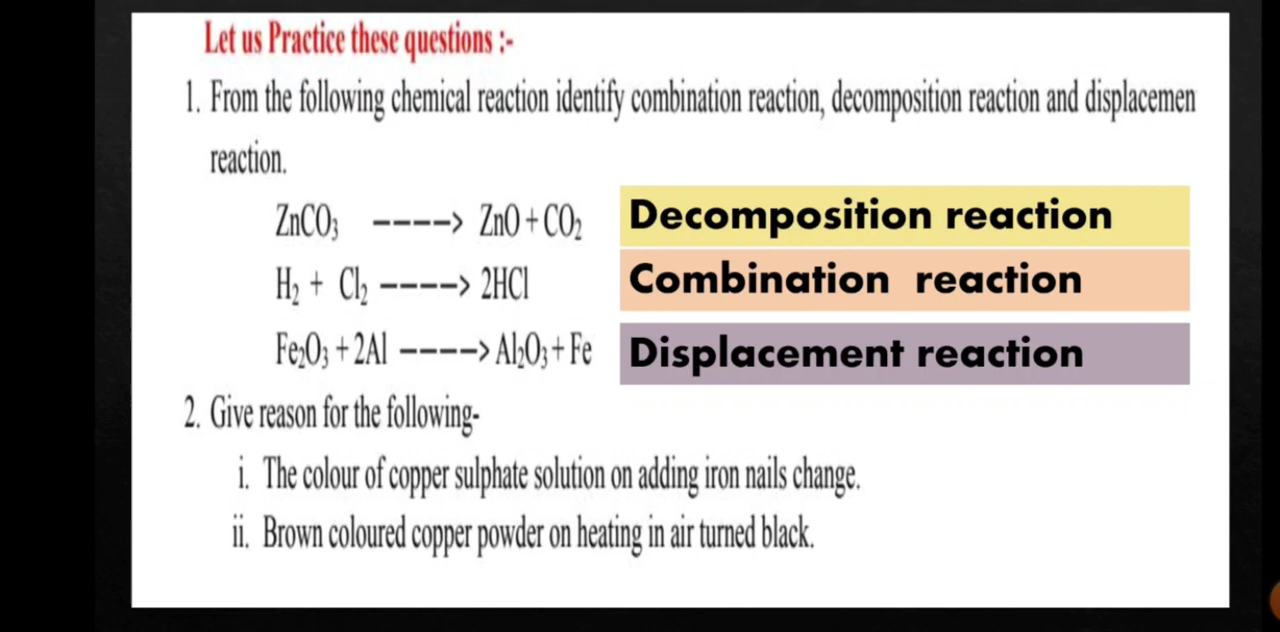 Let us Practice these questions :-
1. From the following chemical reaction identify combination reaction, decomposition reaction and displacemen
reaction.
ZnCO₃ ----> ZnO + CO₂ Decomposition reaction
H₂ + Cl₂ ----> 2HCl Combination reaction
Fe₂O₃ + 2Al ----> Al₂O₃ + Fe Displacement reaction
2. Give reason for the following-
i. The colour of copper sulphate solution on adding iron nails change.
ii. Brown coloured copper powder on heating in air turned black.